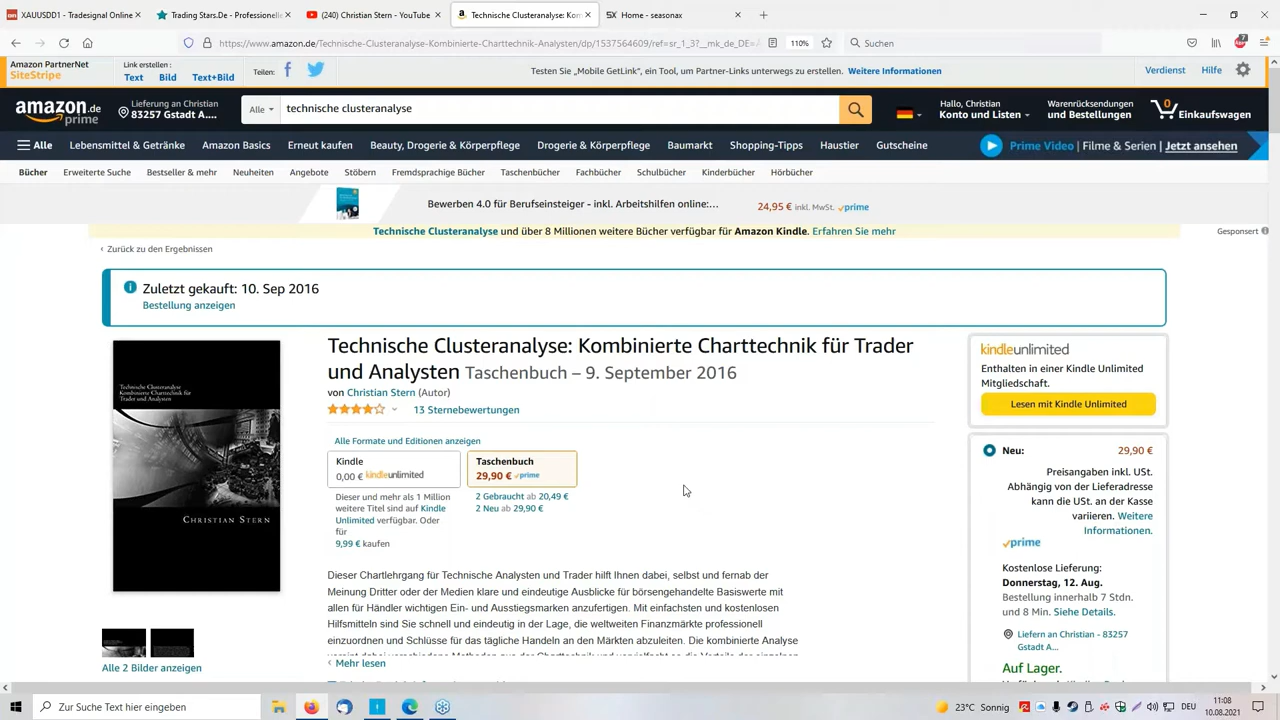 XAUUSDD1 - Tradesignal Online
Trading Stars.De - Professionelle
(240) Christian Stern - YouTube
Technische Clusteranalyse: Kom
Home - seasonax
https://www.amazon.de/Technische-Clusteranalyse-Kombinierte-Charttechnik-Analysten/dp/1537564609/ref=sr_1_3?__mk_de_DE=
110%
Suchen
Amazon PartnerNet
SiteStripe
Link erstellen:
Text
Bild
Text+Bild
Teilen:
Testen Sie „Mobile GetLink“, ein Tool, um Partner-Links unterwegs zu erstellen. Weitere Informationen
Verdienst
Hilfe
amazon.de
prime
Lieferung an Christian
83257 Gstadt A....
Alle
technische clusteranalyse
Hallo, Christian
Konto und Listen
Warenrücksendungen
und Bestellungen
0
Einkaufswagen
Alle
Lebensmittel & Getränke
Amazon Basics
Erneut kaufen
Beauty, Drogerie & Körperpflege
Drogerie & Körperpflege
Baumarkt
Shopping-Tipps
Haustier
Gutscheine
Prime Video | Filme & Serien | Jetzt ansehen
Bücher
Erweiterte Suche
Bestseller & mehr
Neuheiten
Angebote
Stöbern
Fremdsprachige Bücher
Taschenbücher
Fachbücher
Schulbücher
Kinderbücher
Hörbücher
Bewerben 4.0 für Berufseinsteiger - inkl. Arbeitshilfen online:...
24,95 € inkl. MwSt. prime
Technische Clusteranalyse und über 8 Millionen weitere Bücher verfügbar für Amazon Kindle. Erfahren Sie mehr
Gesponsert
‹ Zurück zu den Ergebnissen
Zuletzt gekauft: 10. Sep 2016
Bestellung anzeigen
Technische Clusteranalyse
Kombinierte Charttechnik für
Trader und Analysten
Christian Stern
Alle 2 Bilder anzeigen
Technische Clusteranalyse: Kombinierte Charttechnik für Trader
und Analysten Taschenbuch – 9. September 2016
von Christian Stern (Autor)
13 Sternebewertungen
Alle Formate und Editionen anzeigen
Kindle
0,00 € kindleunlimited
Taschenbuch
29,90 € prime
Dieser und mehr als 1 Million
weitere Titel sind auf Kindle
Unlimited verfügbar. Oder
für
9,99 € kaufen
2 Gebraucht ab 20,49 €
2 Neu ab 29,90 €
Dieser Chartlehrgang für Technische Analysten und Trader hilft Ihnen dabei, selbst und fernab der
Meinung Dritter oder der Medien klare und eindeutige Ausblicke für börsengehandelte Basiswerte mit
allen für Händler wichtigen Ein- und Ausstiegsmarken anzufertigen. Mit einfachsten und kostenlosen
Hilfsmitteln sind Sie schnell und eindeutig in der Lage, die weltweiten Finanzmärkte professionell
einzuordnen und Schlüsse für das tägliche Handeln an den Märkten abzuleiten. Die kombinierte Analyse
Mehr lesen
kindleunlimited
Enthalten in einer Kindle Unlimited
Mitgliedschaft.
Lesen mit Kindle Unlimited
Neu:
29,90 €
Preisangaben inkl. USt.
Abhängig von der Lieferadresse
kann die USt. an der Kasse
variieren. Weitere
Informationen.
prime
Kostenlose Lieferung:
Donnerstag, 12. Aug.
Bestellung innerhalb 7 Stdn.
und 8 Min. Siehe Details.
Liefern an Christian - 83257
Gstadt A...
Auf Lager.
Zur Suche Text hier eingeben
23°C Sonnig
DEU
11:08
10.08.2021